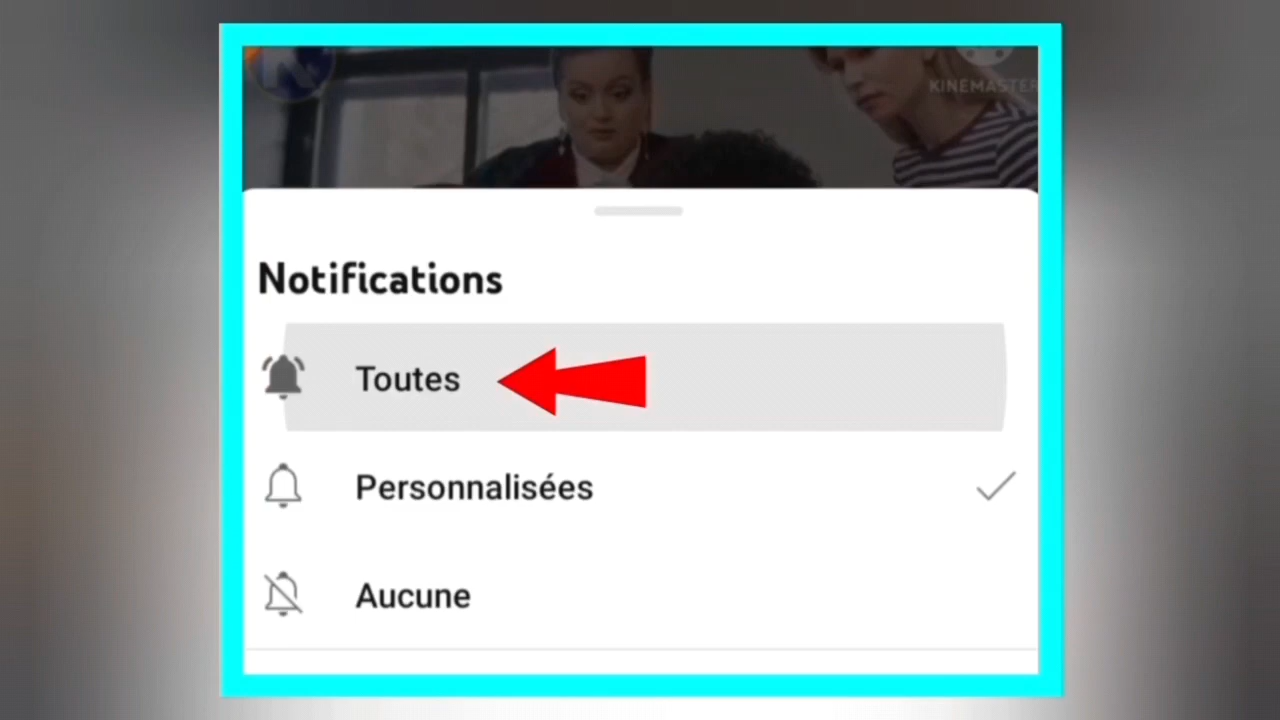 KINEMASTER
Notifications
Toutes
Personnalisées
Aucune